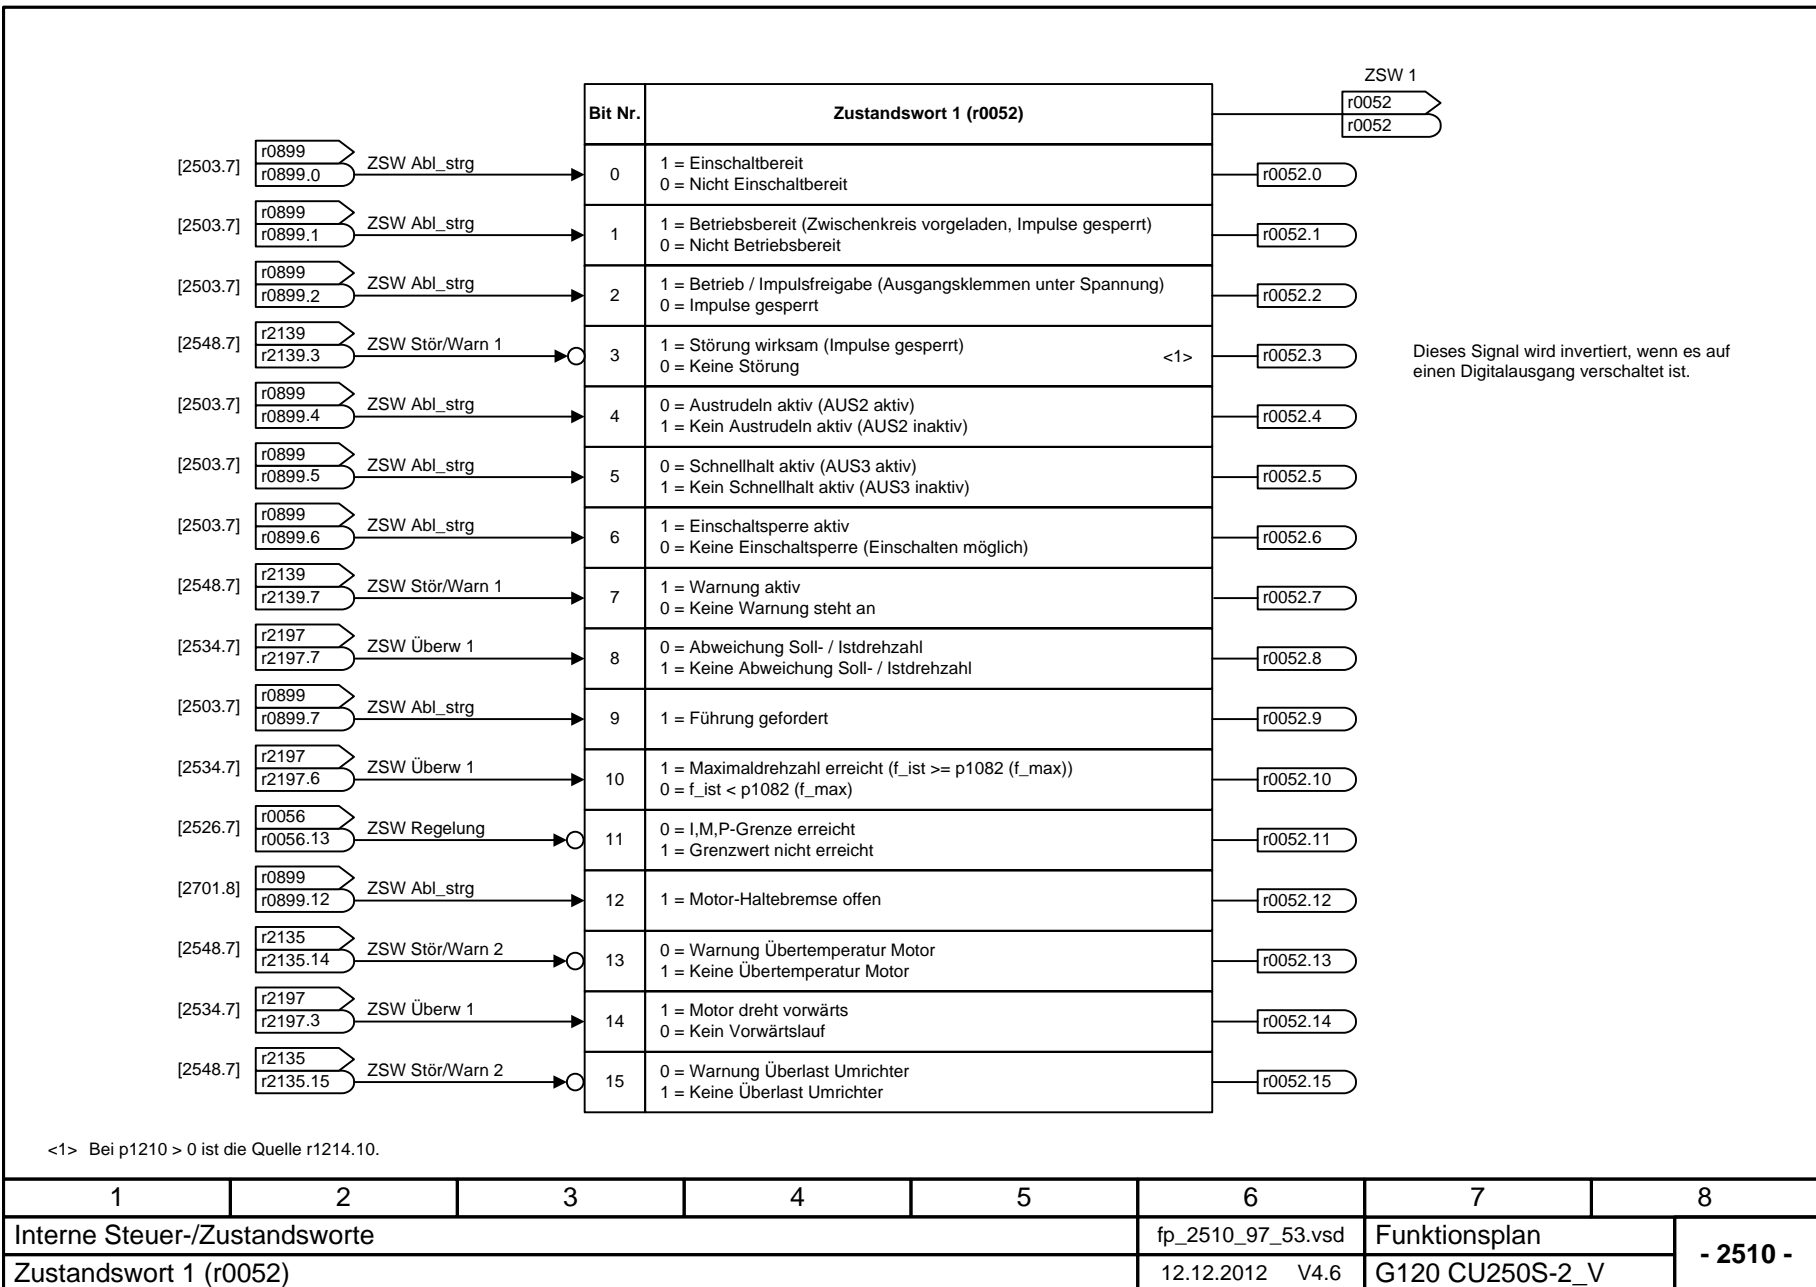 ZSW 1
r0052
r0052
Bit Nr. Zustandswort 1 (r0052)
[2503.7] r0899 r0899.0 ZSW Abl_strg 0 1 = Einschaltbereit r0052.0
0 = Nicht Einschaltbereit
[2503.7] r0899 r0899.1 ZSW Abl_strg 1 1 = Betriebsbereit (Zwischenkreis vorgeladen, Impulse gesperrt) r0052.1
0 = Nicht Betriebsbereit
[2503.7] r0899 r0899.2 ZSW Abl_strg 2 1 = Betrieb / Impulsfreigabe (Ausgangsklemmen unter Spannung) r0052.2
0 = Impulse gesperrt
[2548.7] r2139 r2139.3 ZSW Stör/Warn 1 3 1 = Störung wirksam (Impulse gesperrt) <1> r0052.3
0 = Keine Störung
Dieses Signal wird invertiert, wenn es auf
einen Digitalausgang verschaltet ist.
[2503.7] r0899 r0899.4 ZSW Abl_strg 4 0 = Austrudeln aktiv (AUS2 aktiv) r0052.4
1 = Kein Austrudeln aktiv (AUS2 inaktiv)
[2503.7] r0899 r0899.5 ZSW Abl_strg 5 0 = Schnellhalt aktiv (AUS3 aktiv) r0052.5
1 = Kein Schnellhalt aktiv (AUS3 inaktiv)
[2503.7] r0899 r0899.6 ZSW Abl_strg 6 1 = Einschaltsperre aktiv r0052.6
0 = Keine Einschaltsperre (Einschalten möglich)
[2548.7] r2139 r2139.7 ZSW Stör/Warn 1 7 1 = Warnung aktiv r0052.7
0 = Keine Warnung steht an
[2534.7] r2197 r2197.7 ZSW Überw 1 8 0 = Abweichung Soll- / Istdrehzahl r0052.8
1 = Keine Abweichung Soll- / Istdrehzahl
[2503.7] r0899 r0899.7 ZSW Abl_strg 9 1 = Führung gefordert r0052.9
[2534.7] r2197 r2197.6 ZSW Überw 1 10 1 = Maximaldrehzahl erreicht (f_ist >= p1082 (f_max)) r0052.10
0 = f_ist < p1082 (f_max)
[2526.7] r0056 r0056.13 ZSW Regelung 11 0 = I,M,P-Grenze erreicht r0052.11
1 = Grenzwert nicht erreicht
[2701.8] r0899 r0899.12 ZSW Abl_strg 12 1 = Motor-Haltebremse offen r0052.12
[2548.7] r2135 r2135.14 ZSW Stör/Warn 2 13 0 = Warnung Übertemperatur Motor r0052.13
1 = Keine Übertemperatur Motor
[2534.7] r2197 r2197.3 ZSW Überw 1 14 1 = Motor dreht vorwärts r0052.14
0 = Kein Vorwärtslauf
[2548.7] r2135 r2135.15 ZSW Stör/Warn 2 15 0 = Warnung Überlast Umrichter r0052.15
1 = Keine Überlast Umrichter
<1> Bei p1210 > 0 ist die Quelle r1214.10.
1 2 3 4 5 6 7 8
Interne Steuer-/Zustandsworte fp_2510_97_53.vsd Funktionsplan - 2510 -
Zustandswort 1 (r0052) 12.12.2012 V4.6 G120 CU250S-2_V